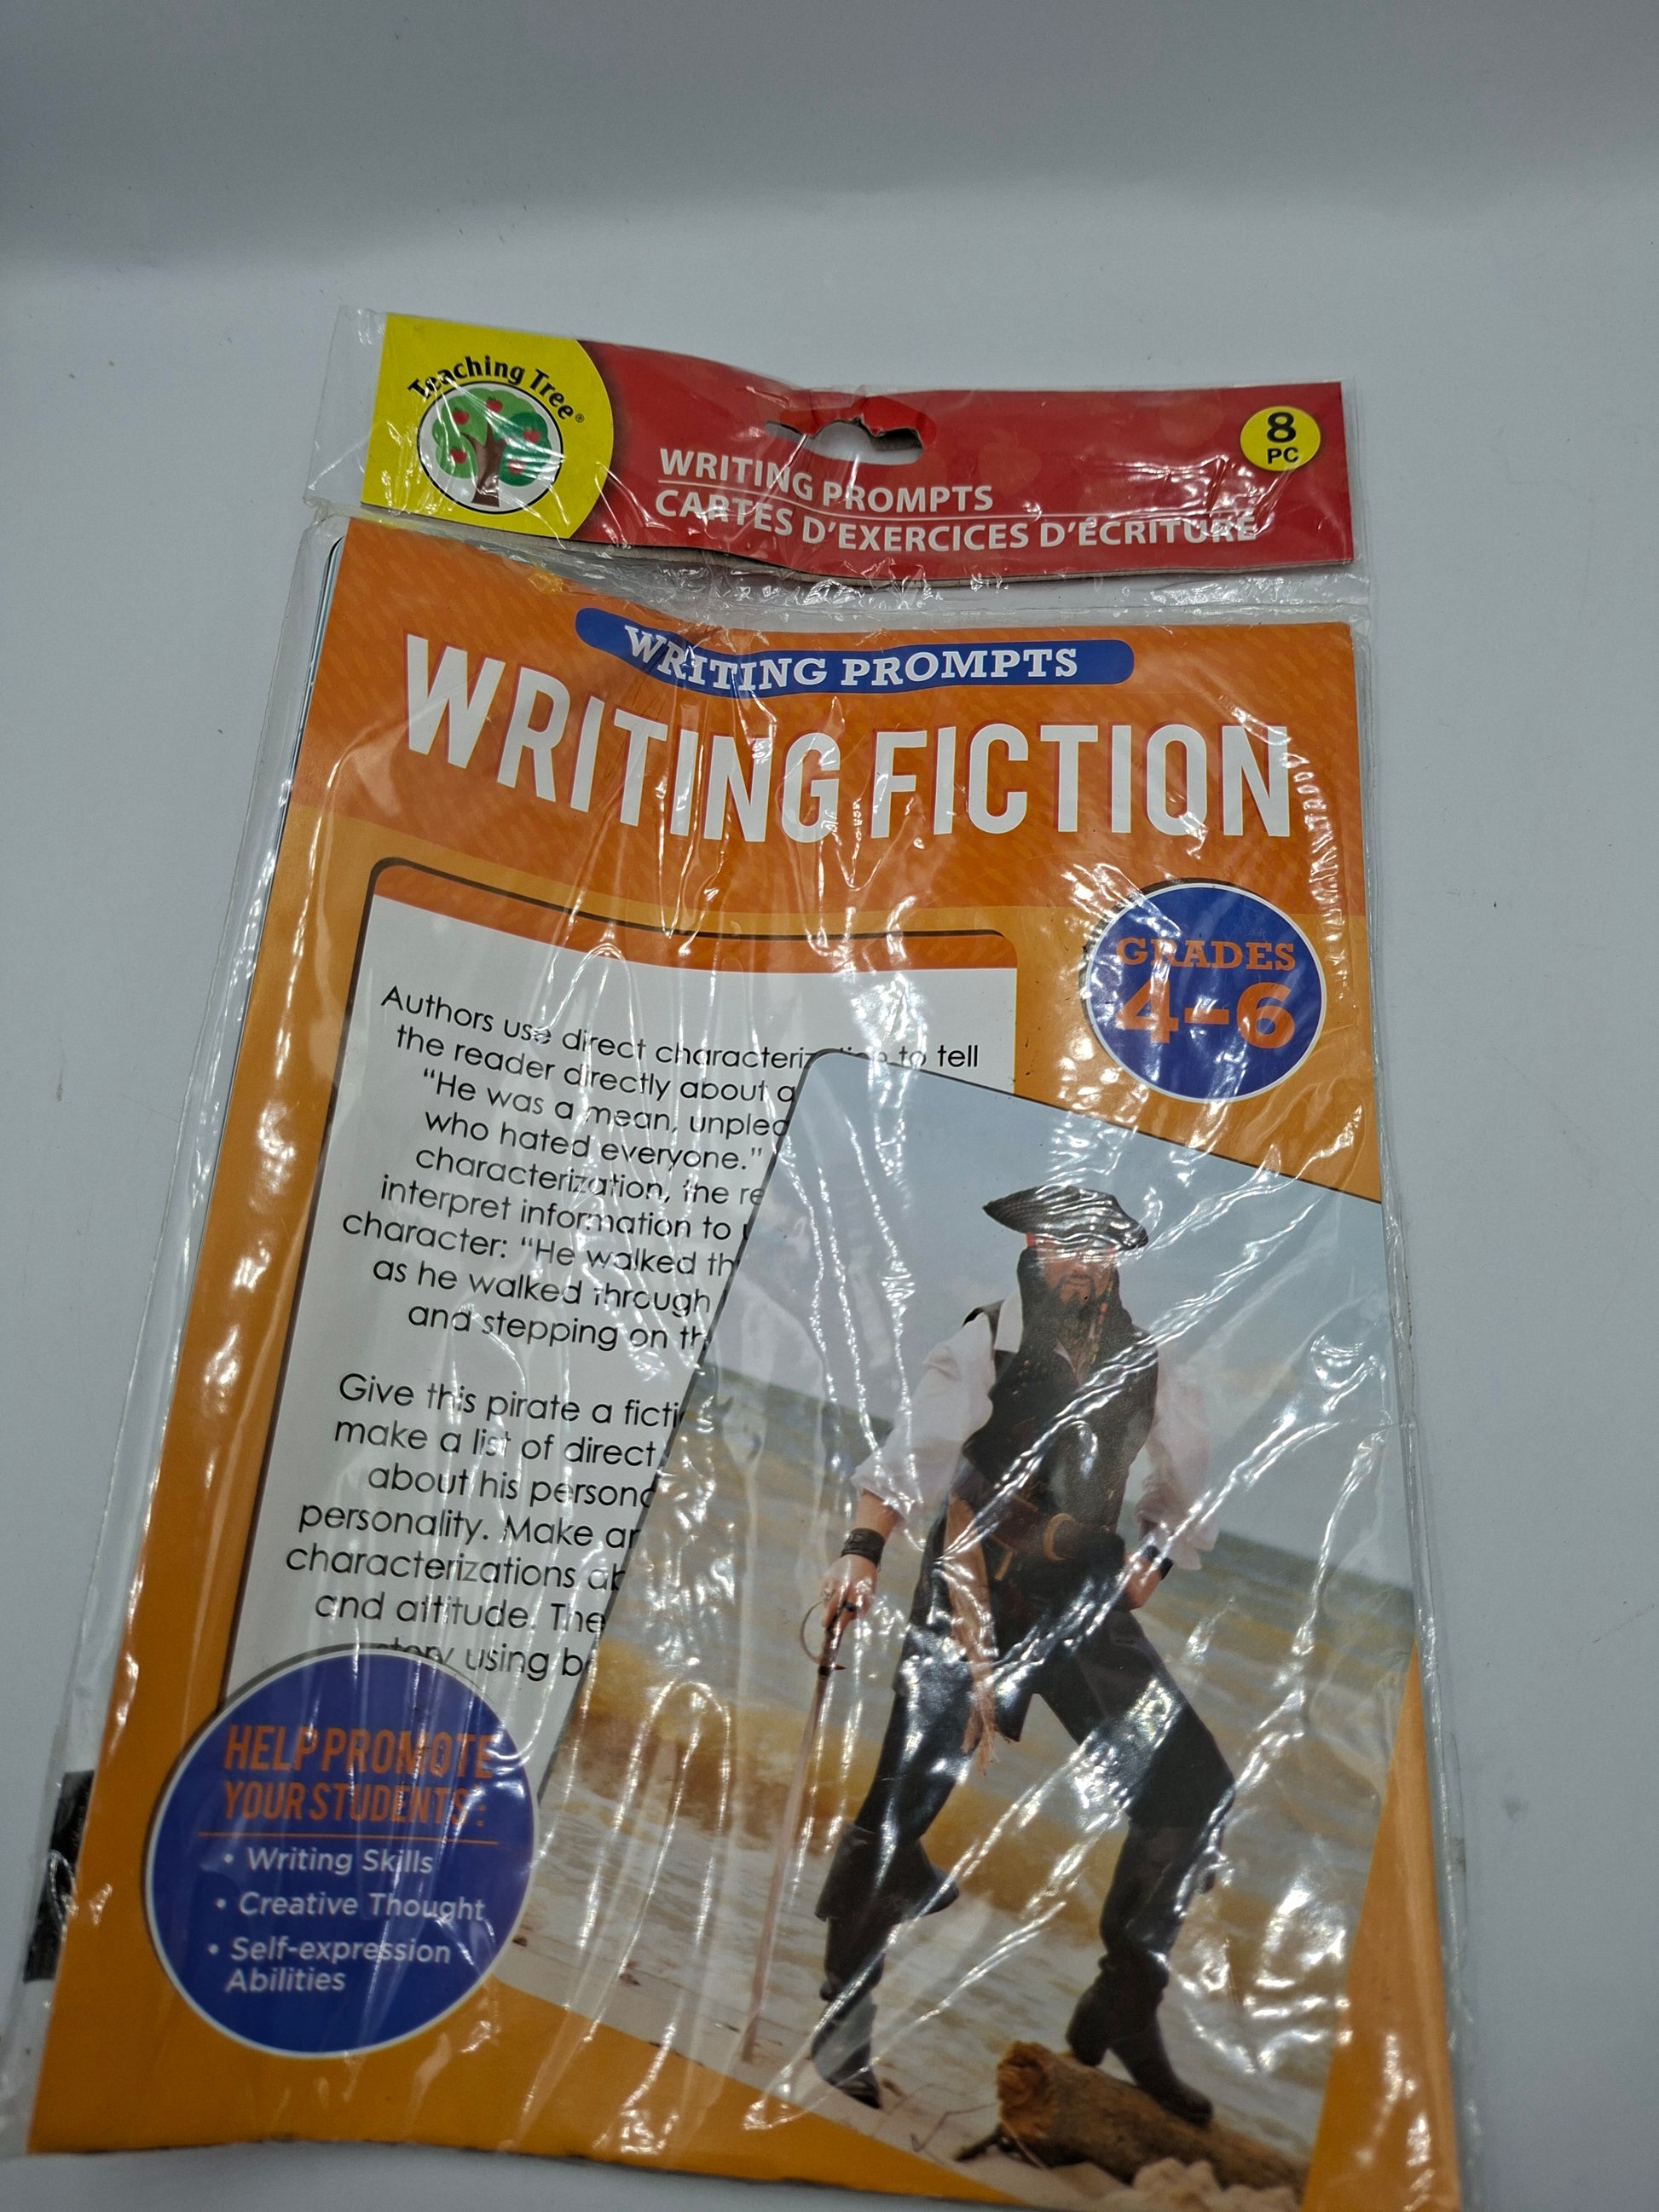 Teaching Tree®
WRITING PROMPTS
CARTES D'EXERCICES D'ÉCRITURE
8
PC
WRITING PROMPTS
WRITING FICTION
GRADES
4-6
Authors use direct characteriz to tell
the reader directly about a
"He was a mean, unplea
who hated everyone."
characterization, the re
interpret information to
character: "He walked th
as he walked through
and stepping on th
Give this pirate a ficti
make a list of direct
about his persona
personality. Make an
characterizations ab
and attitude. The
story using b
HELP PROMOTE
YOUR STUDENTS':
• Writing Skills
• Creative Thought
• Self-expression
Abilities